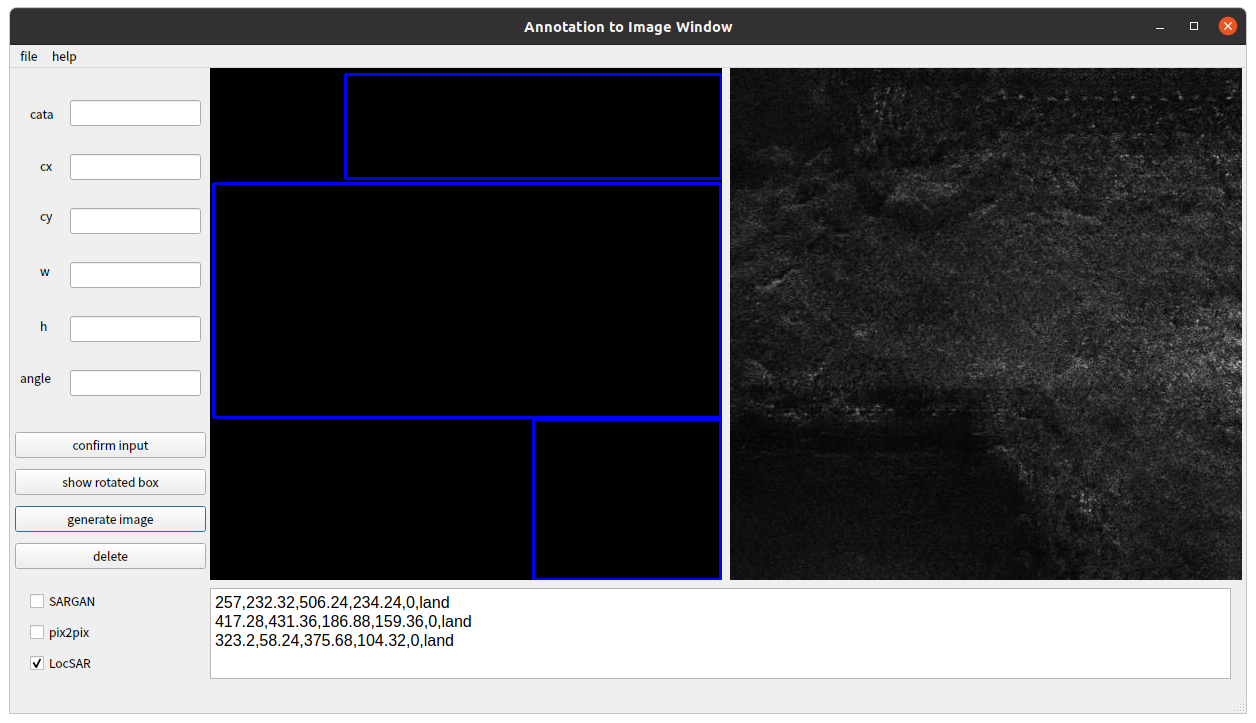 Annotation to Image Window
file help
cata
cx
cy
w
h
angle
confirm input
show rotated box
generate image
delete
SARGAN
pix2pix
LocSAR
257,232.32,506.24,234.24,0,land
417.28,431.36,186.88,159.36,0,land
323.2,58.24,375.68,104.32,0,land